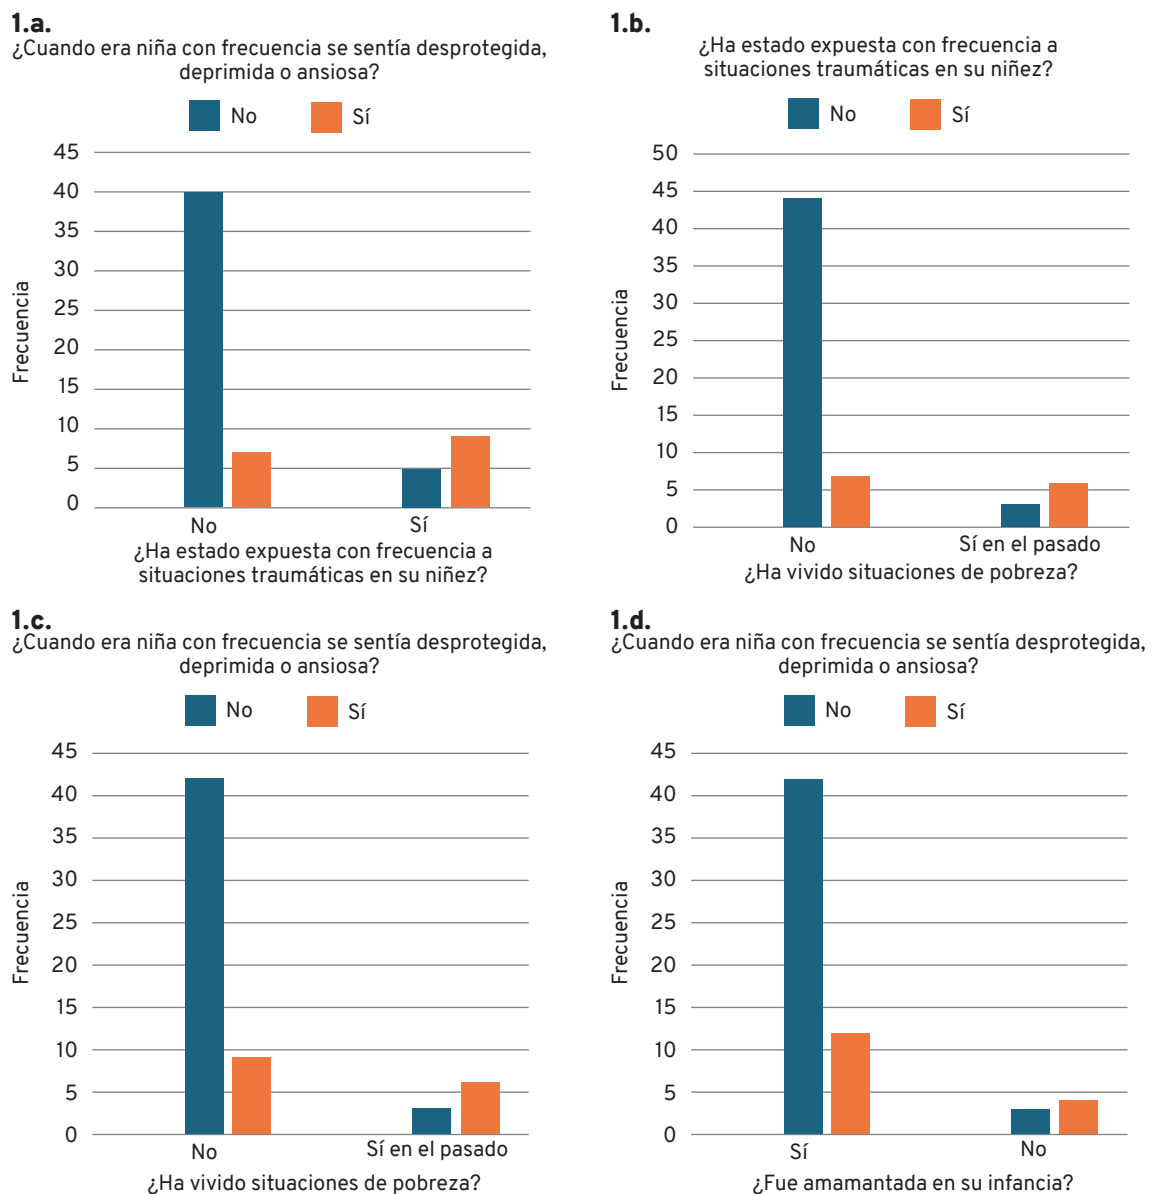 1.a.
¿Cuando era niña con frecuencia se sentía desprotegida,
deprimida o ansiosa?
No
Sí
45
40
35
30
25
20
15
10
5
0
Frecuencia
No
Sí
¿Ha estado expuesta con frecuencia a
situaciones traumáticas en su niñez?
1.b.
¿Ha estado expuesta con frecuencia a
situaciones traumáticas en su niñez?
No
Sí
50
45
40
35
30
25
20
15
10
5
0
Frecuencia
No
Sí en el pasado
¿Ha vivido situaciones de pobreza?
1.c.
¿Cuando era niña con frecuencia se sentía desprotegida,
deprimida o ansiosa?
No
Sí
45
40
35
30
25
20
15
10
5
0
Frecuencia
No
Sí en el pasado
¿Ha vivido situaciones de pobreza?
1.d.
¿Cuando era niña con frecuencia se sentía desprotegida,
deprimida o ansiosa?
No
Sí
45
40
35
30
25
20
15
10
5
0
Frecuencia
Sí
No
¿Fue amamantada en su infancia?